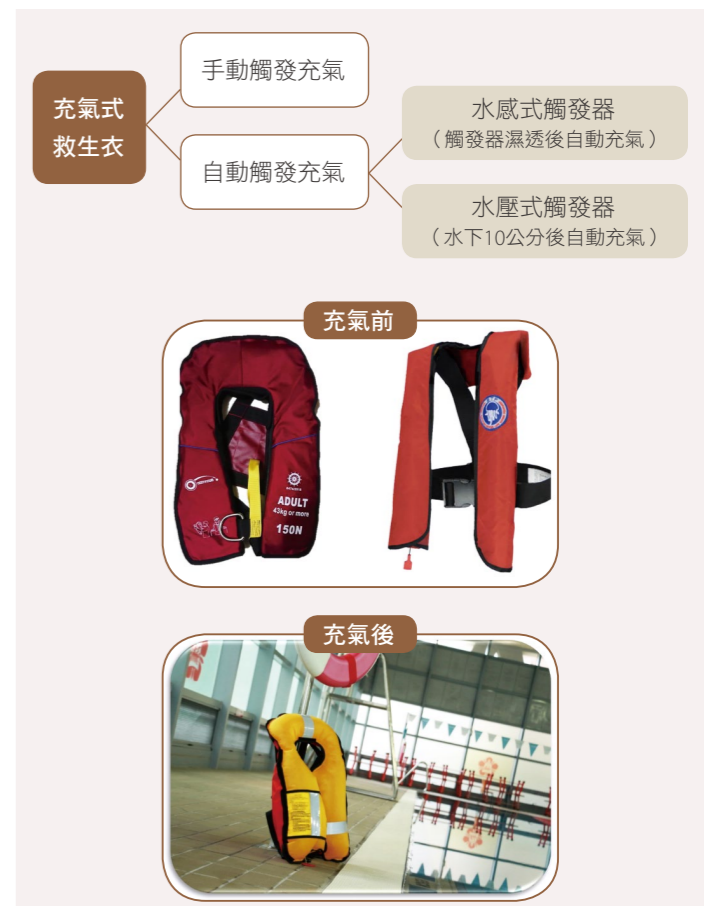 充氣式
救生衣
手動觸發充氣
自動觸發充氣
水感式觸發器
（觸發器濕透後自動充氣）
水壓式觸發器
（水下10公分後自動充氣）
充氣前
ADULT
43kg or more
150N
充氣後